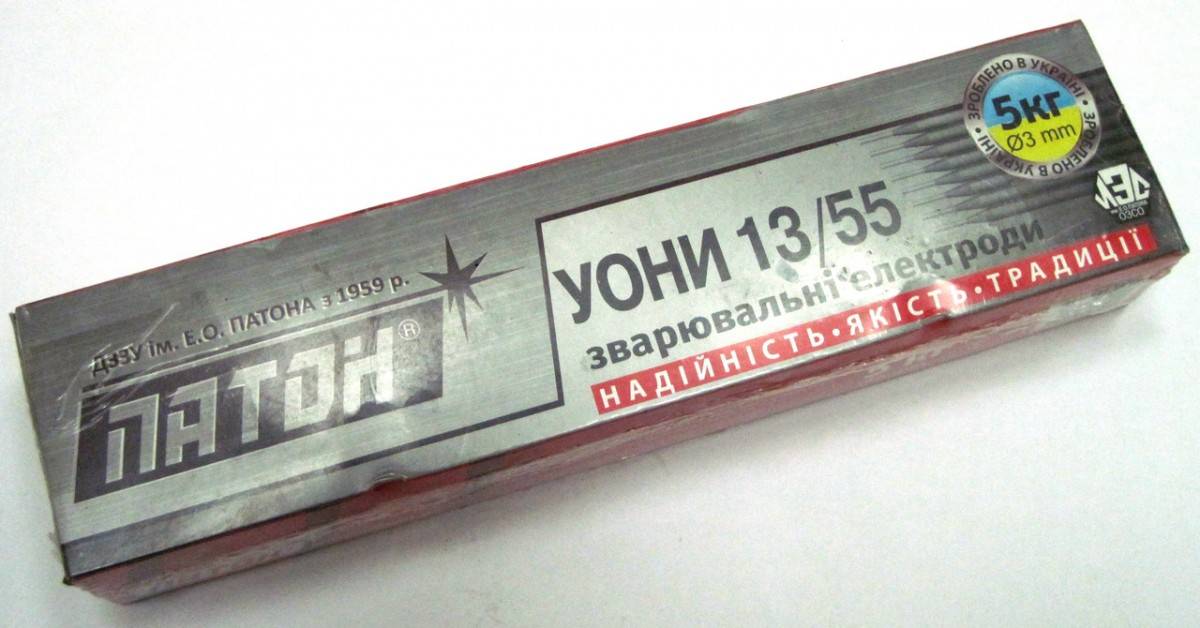 ДЗЗУ ім. Е.О. ПАТОНА з 1959 р.
ПАТОН®
УОНИ 13/55
зварювальні електроди
НАДІЙНІСТЬ·ЯКІСТЬ·ТРАДИЦІЇ
ЗРОБЛЕНО В УКРАЇНІ · ЗРОБЛЕНО В УКРАЇНІ ·
5кг
Ø3 mm
ОЗСО